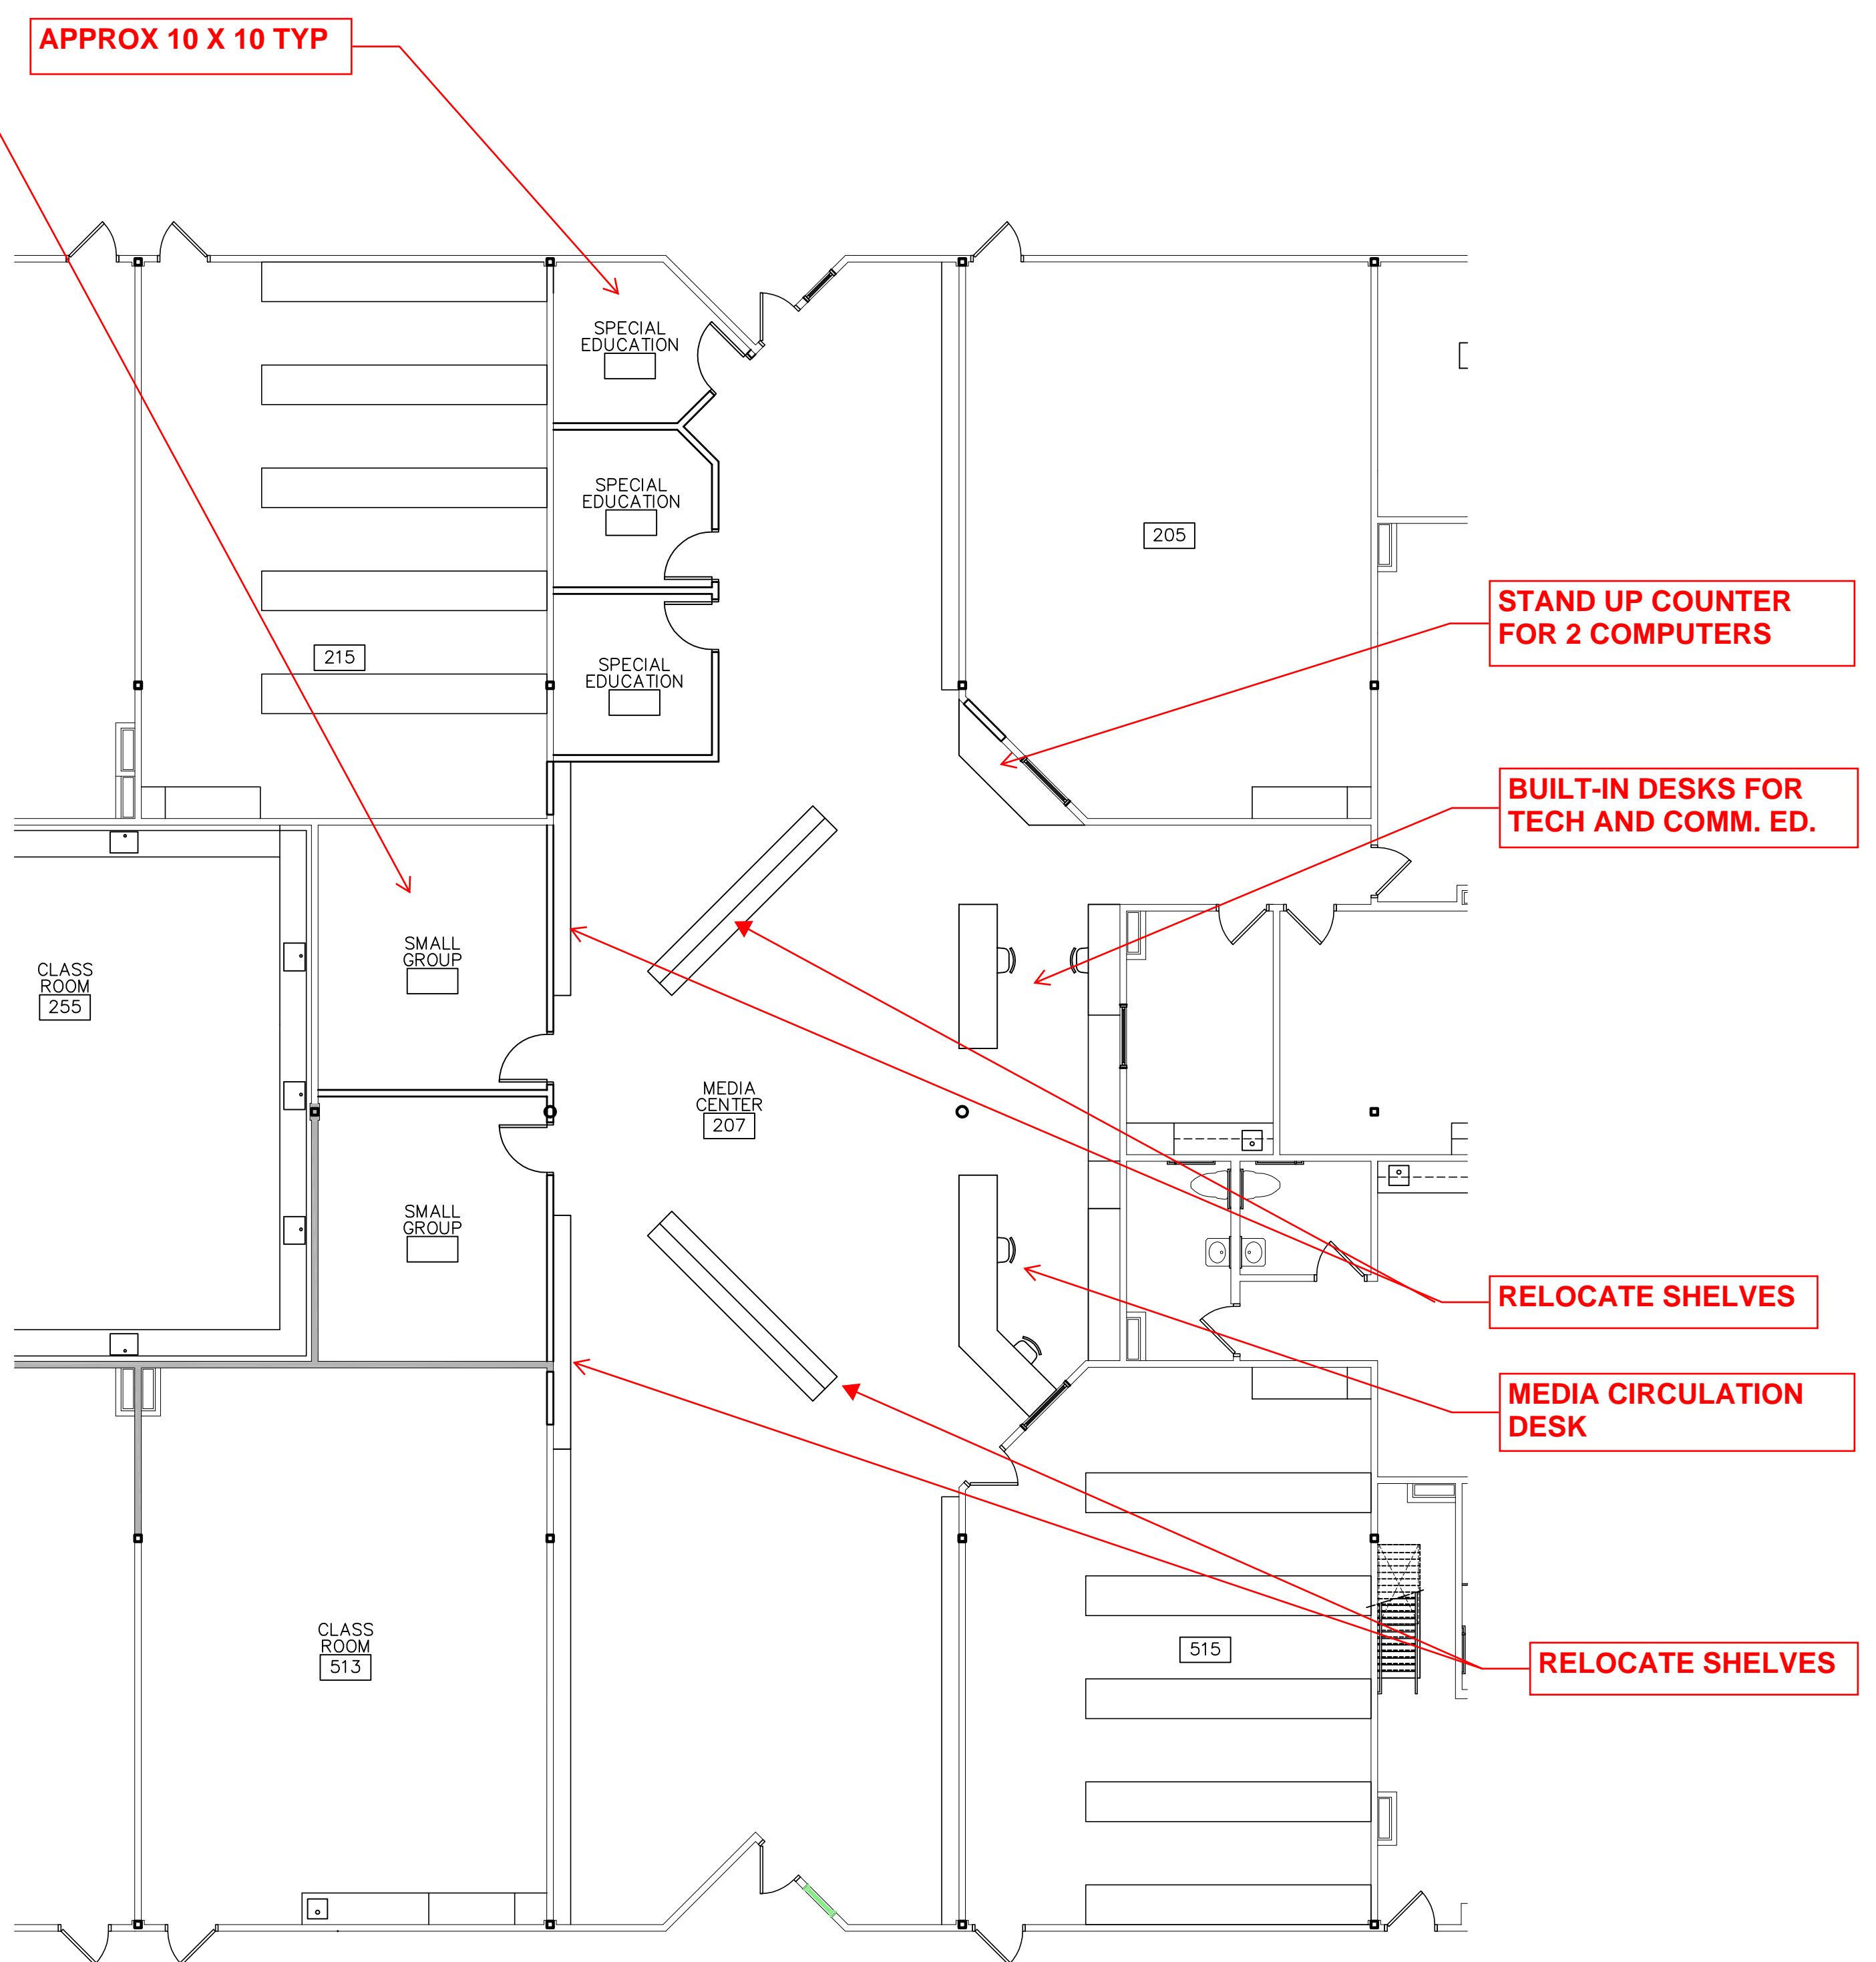 APPROX 10 X 10 TYP
SPECIAL
EDUCATION
SPECIAL
EDUCATION
205
STAND UP COUNTER
FOR 2 COMPUTERS
215
SPECIAL
EDUCATION
BUILT-IN DESKS FOR
TECH AND COMM. ED.
SMALL
GROUP
CLASS
ROOM
255
MEDIA
CENTER
207
SMALL
GROUP
RELOCATE SHELVES
MEDIA CIRCULATION
DESK
CLASS
ROOM
513
515
RELOCATE SHELVES